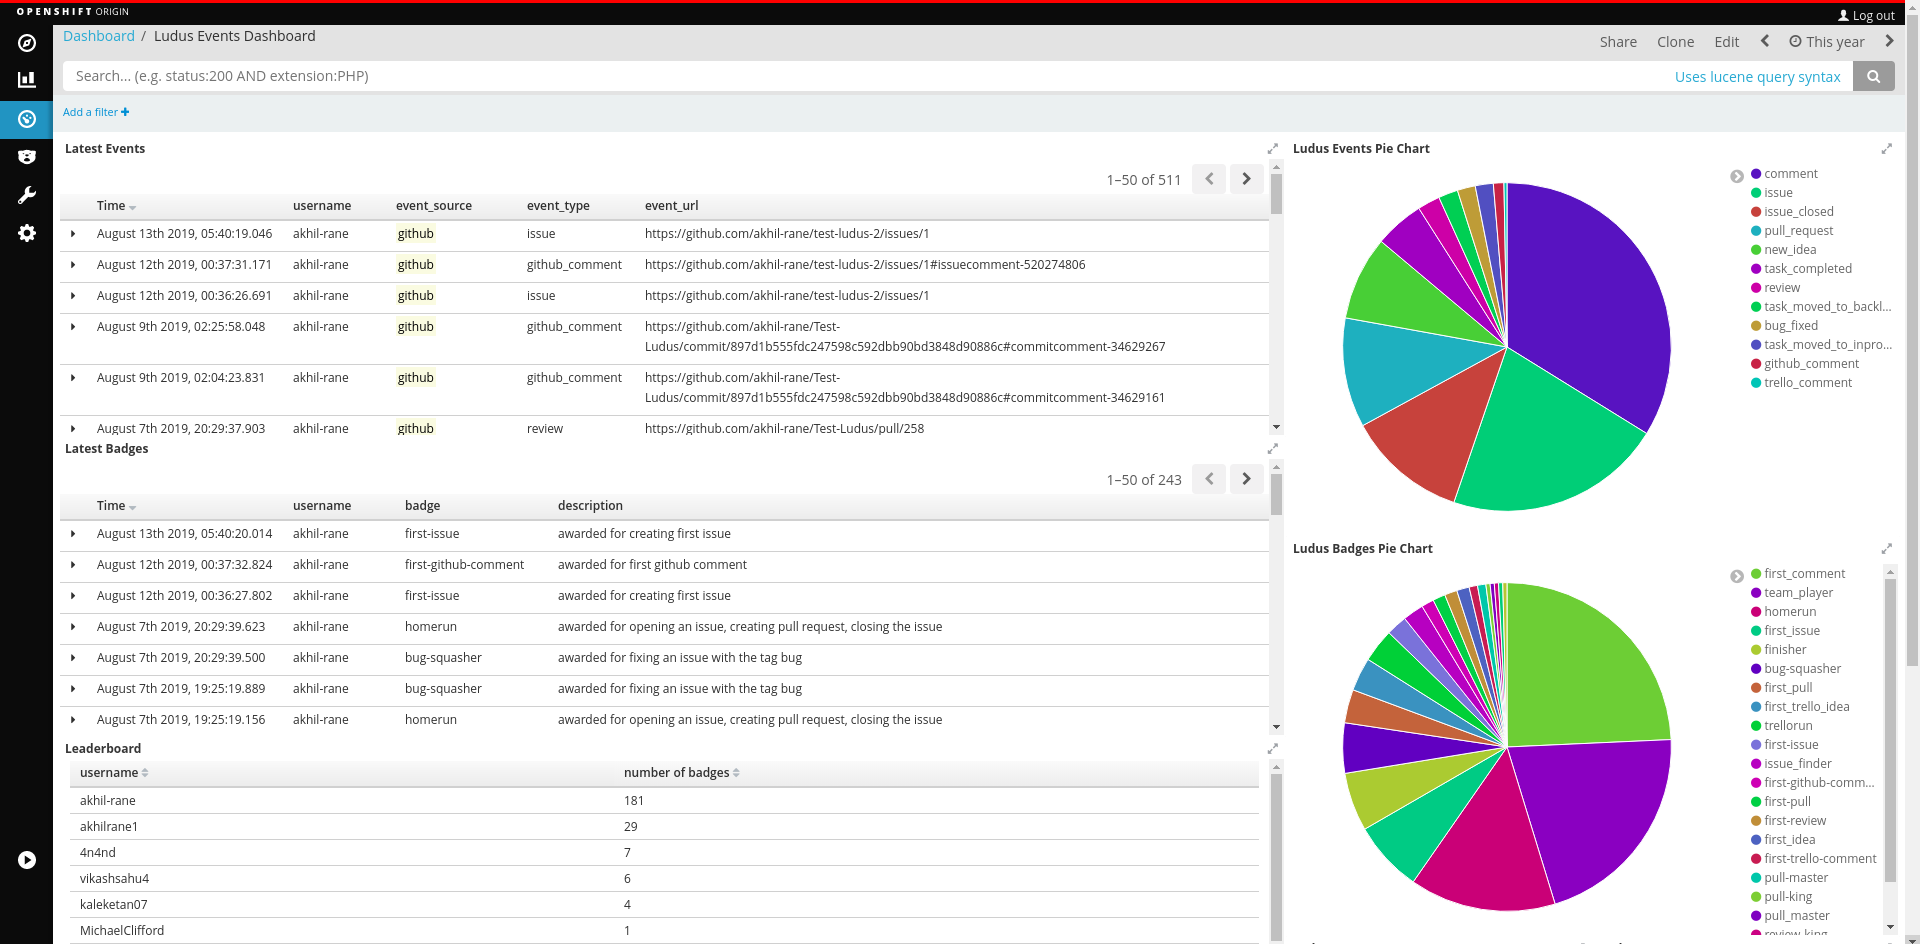 OPENSHIFT ORIGIN
Log out
Dashboard / Ludus Events Dashboard
Share Clone Edit This year
Search... (e.g. status:200 AND extension:PHP)
Uses lucene query syntax
Add a filter +
Latest Events
1–50 of 511
Time username event_source event_type event_url
August 13th 2019, 05:40:19.046 akhil-rane github issue https://github.com/akhil-rane/test-ludus-2/issues/1
August 12th 2019, 00:37:31.171 akhil-rane github github_comment https://github.com/akhil-rane/test-ludus-2/issues/1#issuecomment-520274806
August 12th 2019, 00:36:26.691 akhil-rane github issue https://github.com/akhil-rane/test-ludus-2/issues/1
August 9th 2019, 02:25:58.048 akhil-rane github github_comment https://github.com/akhil-rane/Test-
Ludus/commit/897d1b555fdc247598c592dbb90bd3848d90886c#commitcomment-34629267
August 9th 2019, 02:04:23.831 akhil-rane github github_comment https://github.com/akhil-rane/Test-
Ludus/commit/897d1b555fdc247598c592dbb90bd3848d90886c#commitcomment-34629161
August 7th 2019, 20:29:37.903 akhil-rane github review https://github.com/akhil-rane/Test-Ludus/pull/258
Latest Badges
1–50 of 243
Time username badge description
August 13th 2019, 05:40:20.014 akhil-rane first-issue awarded for creating first issue
August 12th 2019, 00:37:32.824 akhil-rane first-github-comment awarded for first github comment
August 12th 2019, 00:36:27.802 akhil-rane first-issue awarded for creating first issue
August 7th 2019, 20:29:39.623 akhil-rane homerun awarded for opening an issue, creating pull request, closing the issue
August 7th 2019, 20:29:39.500 akhil-rane bug-squasher awarded for fixing an issue with the tag bug
August 7th 2019, 19:25:19.889 akhil-rane bug-squasher awarded for fixing an issue with the tag bug
August 7th 2019, 19:25:19.156 akhil-rane homerun awarded for opening an issue, creating pull request, closing the issue
Leaderboard
username number of badges
akhil-rane 181
akhilrane1 29
4n4nd 7
vikashsahu4 6
kaleketan07 4
MichaelClifford 1
Ludus Events Pie Chart
comment
issue
issue_closed
pull_request
new_idea
task_completed
review
task_moved_to_backl...
bug_fixed
task_moved_to_inpro...
github_comment
trello_comment
Ludus Badges Pie Chart
first_comment
team_player
homerun
first_issue
finisher
bug-squasher
first_pull
first_trello_idea
trellorun
first-issue
issue_finder
first-github-comm...
first-pull
first-review
first_idea
first-trello-comment
pull-master
pull-king
pull_master
review-king